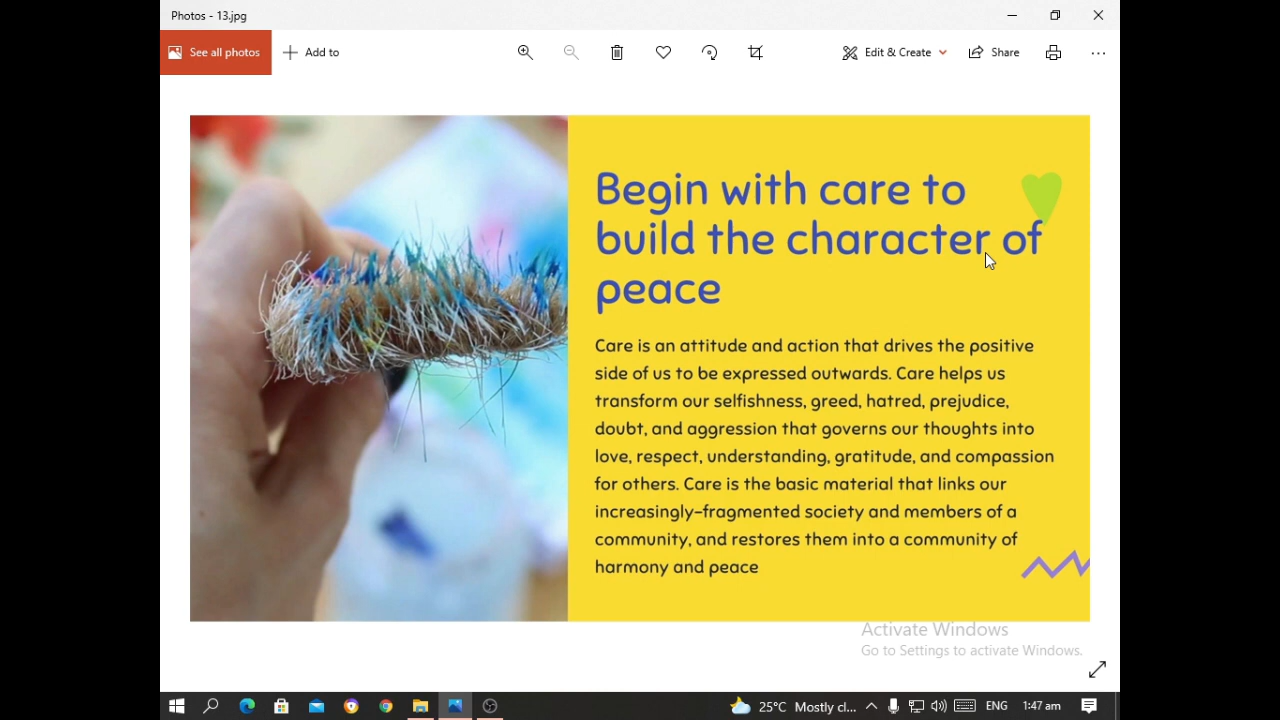 Photos - 13.jpg
See all photos
Add to
Edit & Create
Share
Begin with care to
build the character of
peace
Care is an attitude and action that drives the positive
side of us to be expressed outwards. Care helps us
transform our selfishness, greed, hatred, prejudice,
doubt, and aggression that governs our thoughts into
love, respect, understanding, gratitude, and compassion
for others. Care is the basic material that links our
increasingly-fragmented society and members of a
community, and restores them into a community of
harmony and peace
Activate Windows
Go to Settings to activate Windows.
25°C Mostly cl...
ENG
1:47 am